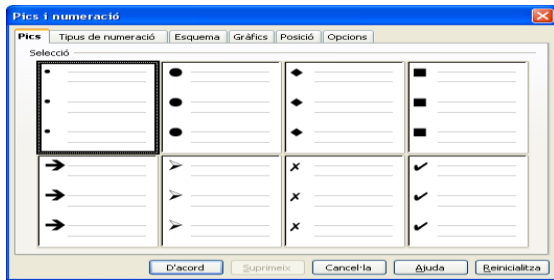 Pics i numeració
Pics Tipus de numeració Esquema Gràfics Posició Opcions
Selecció
D'acord Suprimeix Cancel·la Ajuda Reinicialitza